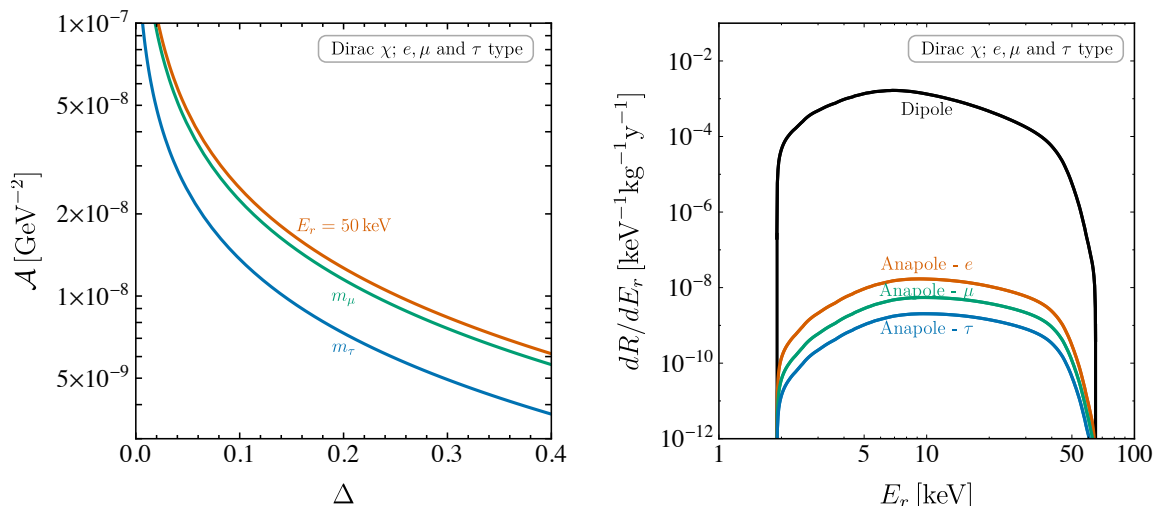 Dirac χ; e, μ and τ type
1×10⁻⁷
5×10⁻⁸
2×10⁻⁸
1×10⁻⁸
5×10⁻⁹
𝒜 [GeV⁻²]
E_r = 50 keV
m_μ
m_τ
0.0 0.1 0.2 0.3 0.4
Δ
Dirac χ; e, μ and τ type
10⁻²
10⁻⁴
10⁻⁶
10⁻⁸
10⁻¹⁰
10⁻¹²
dR/dE_r [keV⁻¹kg⁻¹y⁻¹]
Dipole
Anapole - e
Anapole - μ
Anapole - τ
1 5 10 50 100
E_r [keV]